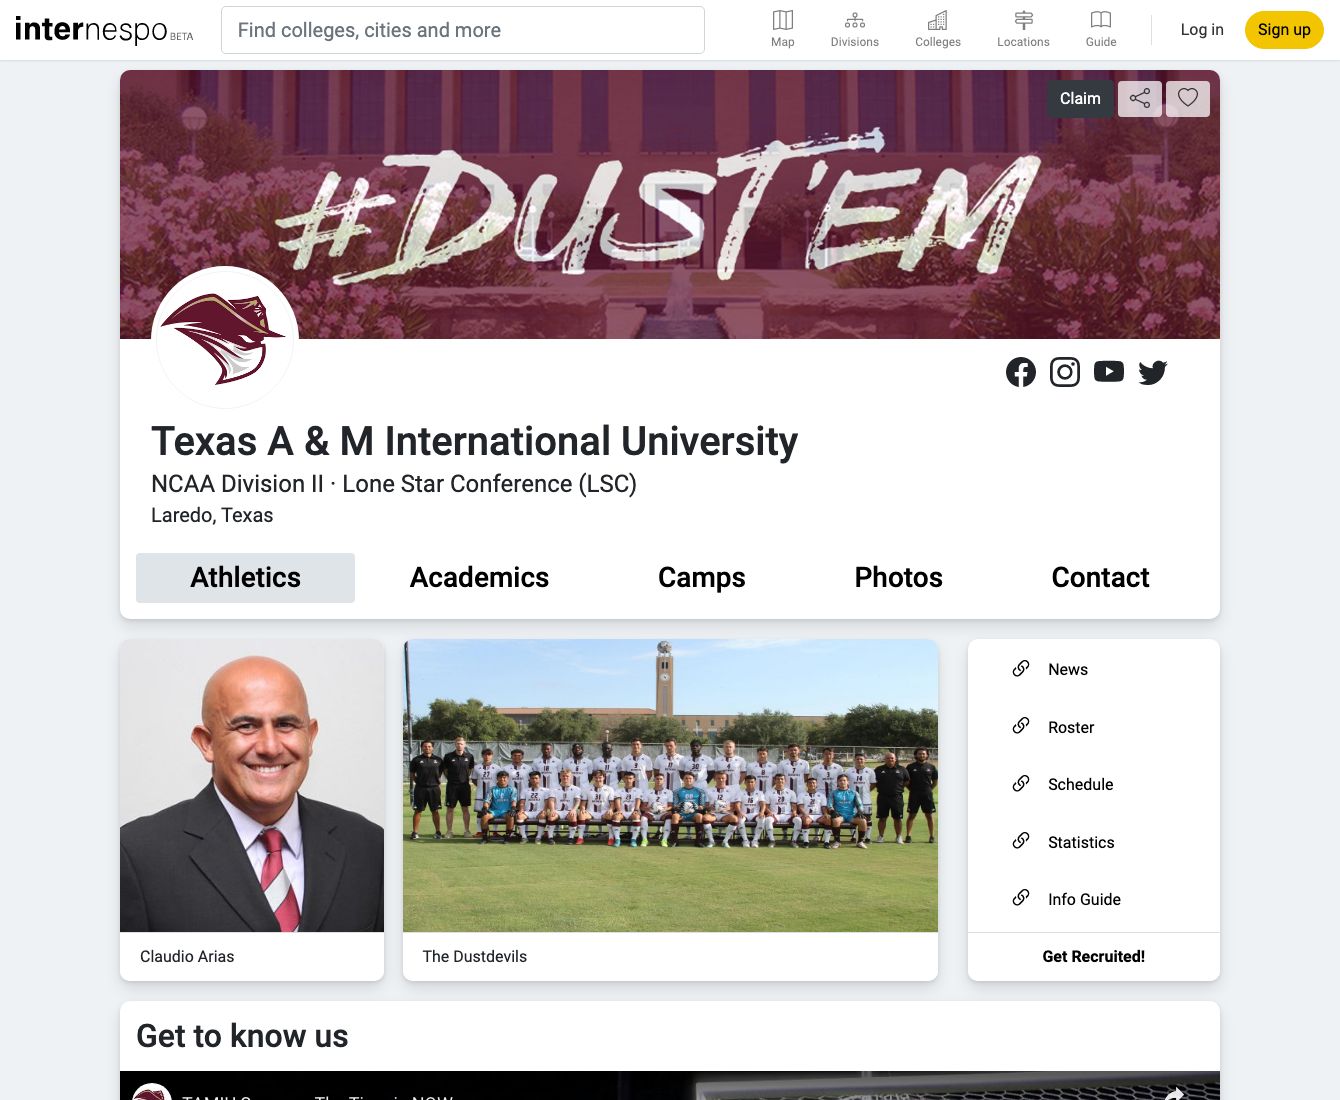 internespo BETA
Find colleges, cities and more
Map
Divisions
Colleges
Locations
Guide
Log in
Sign up
Claim
#DUST'EM
Texas A & M International University
NCAA Division II · Lone Star Conference (LSC)
Laredo, Texas
Athletics
Academics
Camps
Photos
Contact
News
Roster
Schedule
Statistics
Info Guide
Claudio Arias
The Dustdevils
Get Recruited!
Get to know us